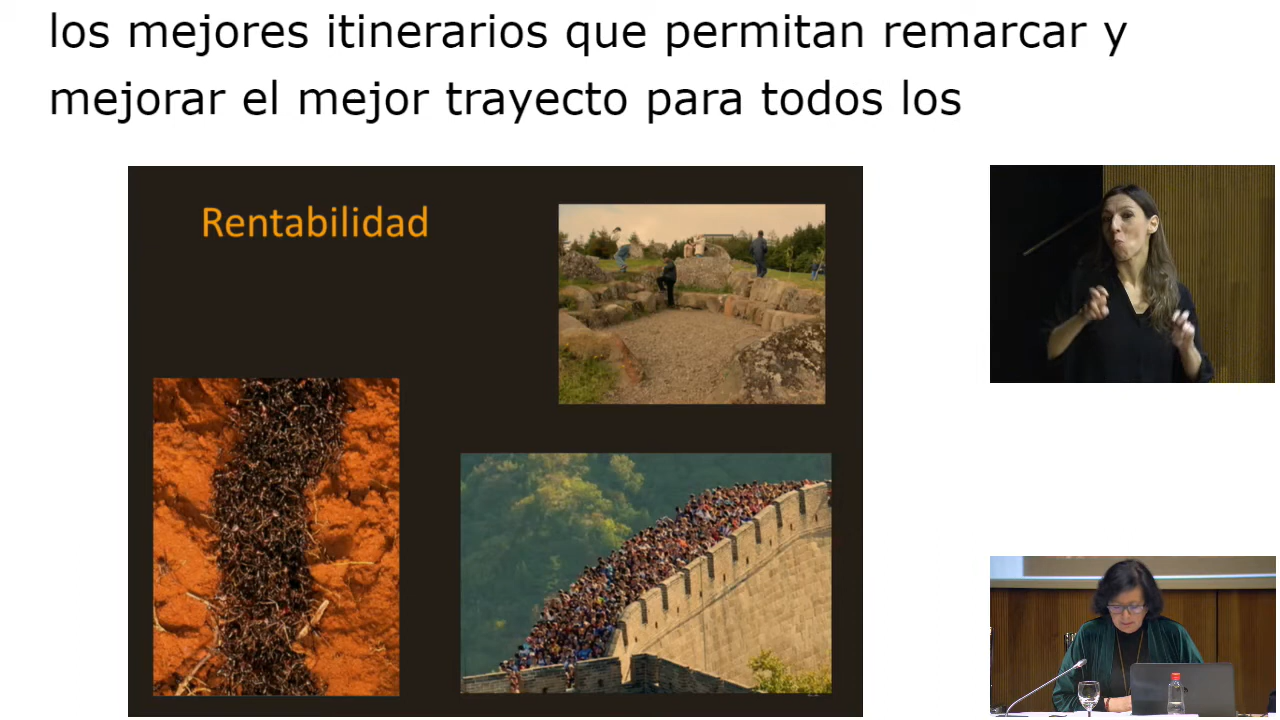 los mejores itinerarios que permitan remarcar y
mejorar el mejor trayecto para todos los
Rentabilidad